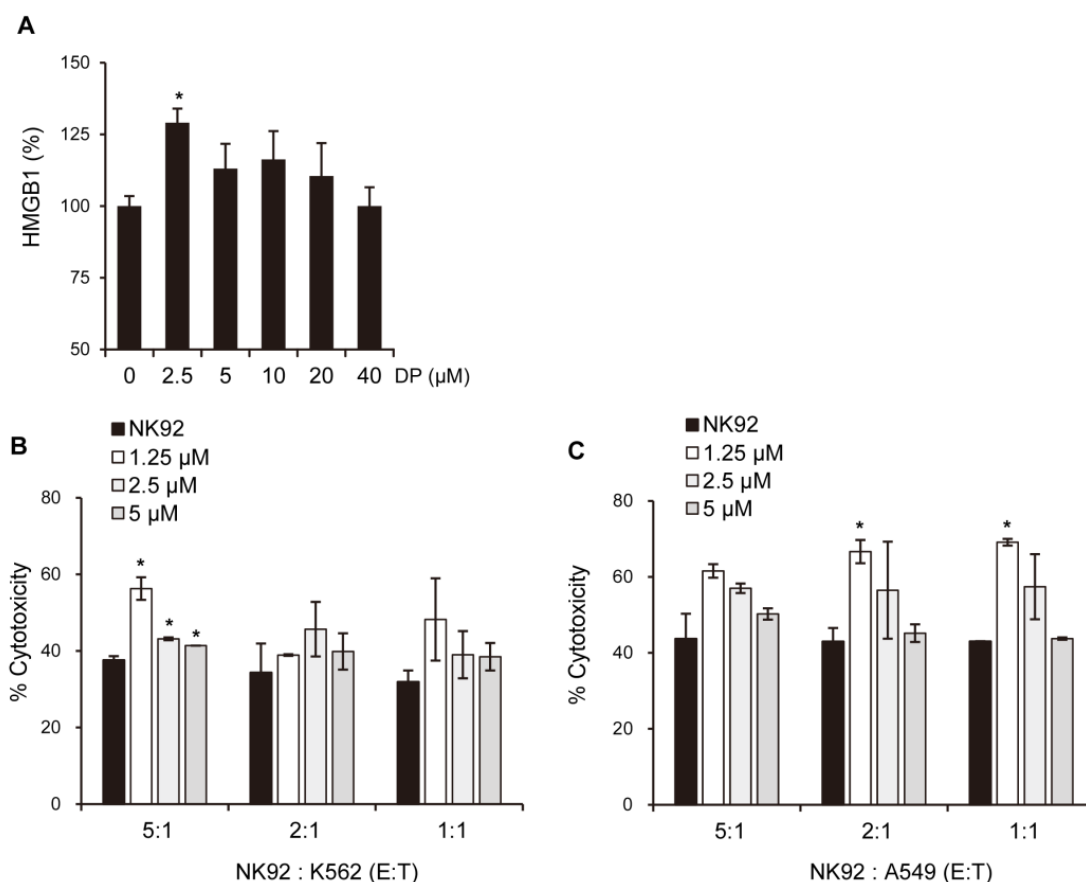 A
150
125
100
75
50
HMGB1 (%)
*
0 2.5 5 10 20 40 DP (µM)
B
NK92
1.25 µM
2.5 µM
5 µM
80
60
40
20
0
% Cytotoxicity
* * *
5:1 2:1 1:1
NK92 : K562 (E:T)
C
NK92
1.25 µM
2.5 µM
5 µM
80
60
40
20
0
% Cytotoxicity
* *
5:1 2:1 1:1
NK92 : A549 (E:T)